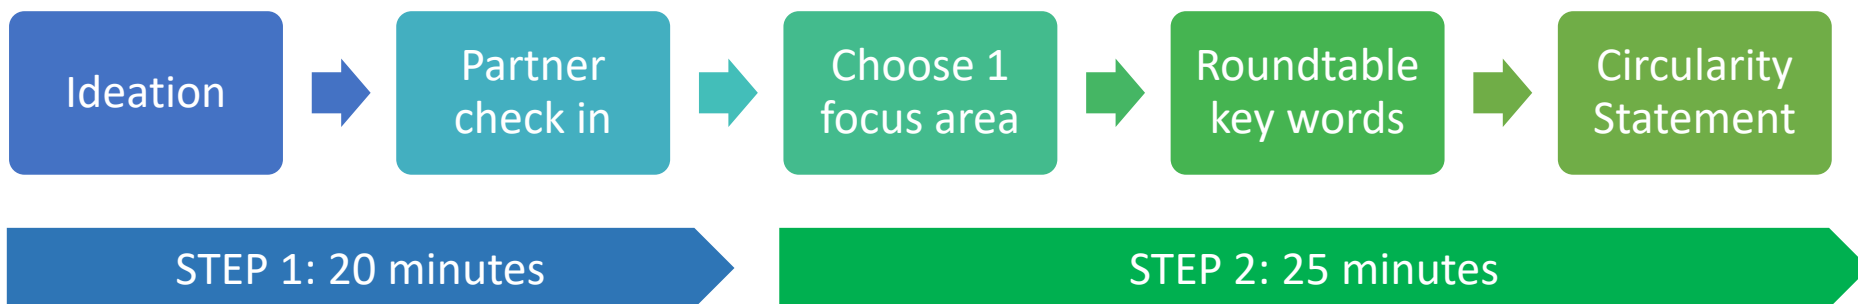 Ideation
Partner
check in
Choose 1
focus area
Roundtable
key words
Circularity
Statement
STEP 1: 20 minutes
STEP 2: 25 minutes